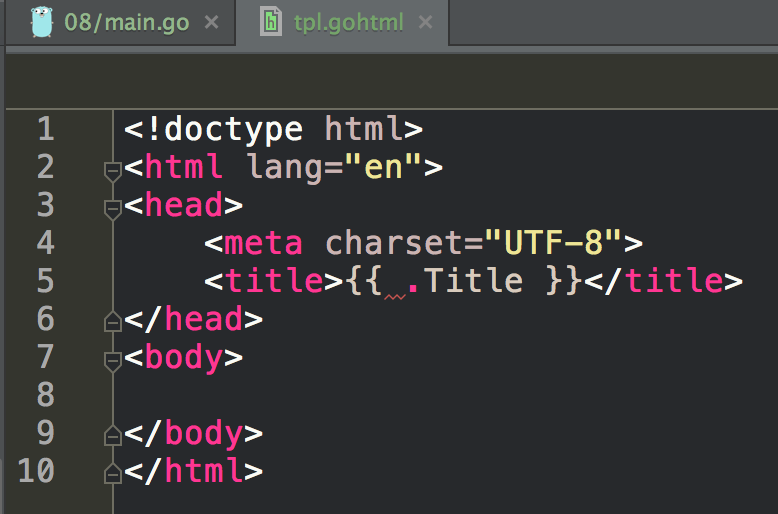 08/main.go × tpl.gohtml ×
1 <!doctype html>
2 <html lang="en">
3 <head>
4     <meta charset="UTF-8">
5     <title>{{ .Title }}</title>
6 </head>
7 <body>
8
9 </body>
10 </html>